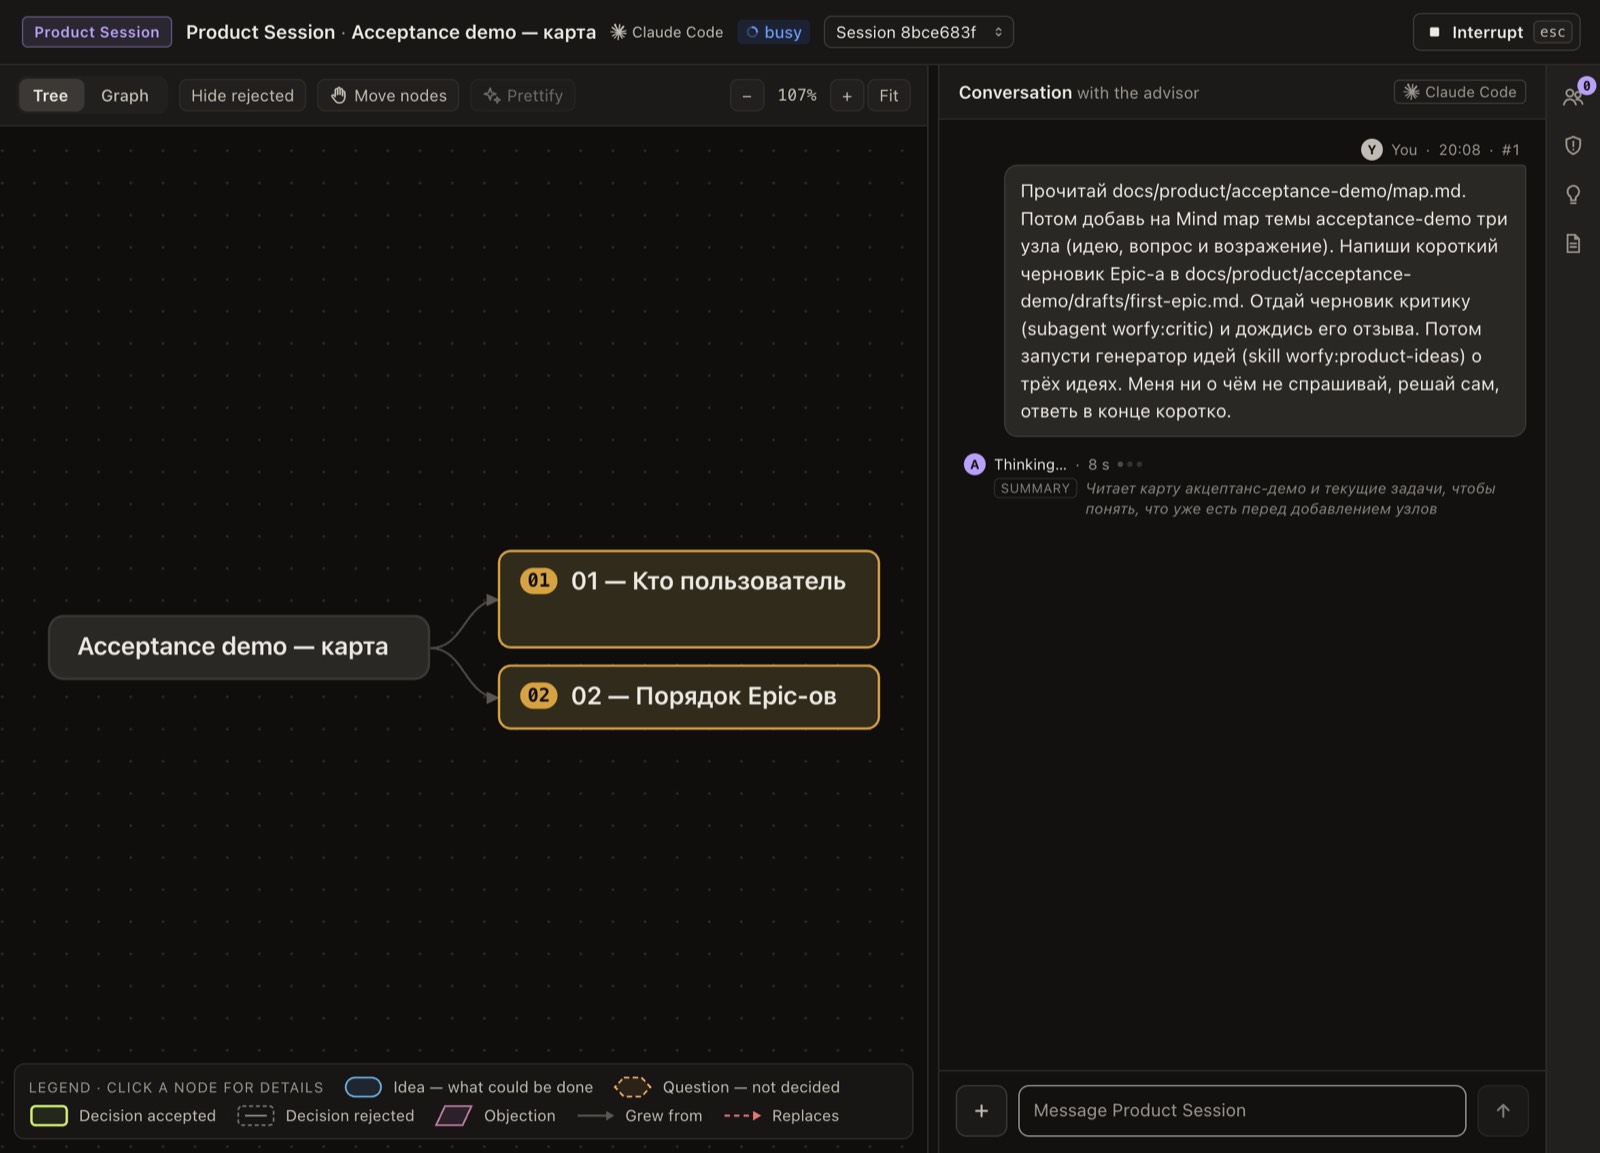 Product Session
Product Session · Acceptance demo — карта
Claude Code
busy
Session 8bce683f
Interrupt esc
Tree
Graph
Hide rejected
Move nodes
Prettify
− 107% + Fit
Acceptance demo — карта
01 01 — Кто пользователь
02 02 — Порядок Epic-ов
LEGEND · CLICK A NODE FOR DETAILS
Idea — what could be done
Question — not decided
Decision accepted
Decision rejected
Objection
Grew from
Replaces
Conversation with the advisor
Claude Code
0
Y You · 20:08 · #1
Прочитай docs/product/acceptance-demo/map.md.
Потом добавь на Mind map темы acceptance-demo три
узла (идею, вопрос и возражение). Напиши короткий
черновик Epic-а в docs/product/acceptance-
demo/drafts/first-epic.md. Отдай черновик критику
(subagent worfy:critic) и дождись его отзыва. Потом
запусти генератор идей (skill worfy:product-ideas) о
трёх идеях. Меня ни о чём не спрашивай, решай сам,
ответь в конце коротко.
A Thinking... · 8 s
SUMMARY Читает карту акцептанс-демо и текущие задачи, чтобы
понять, что уже есть перед добавлением узлов
+
Message Product Session